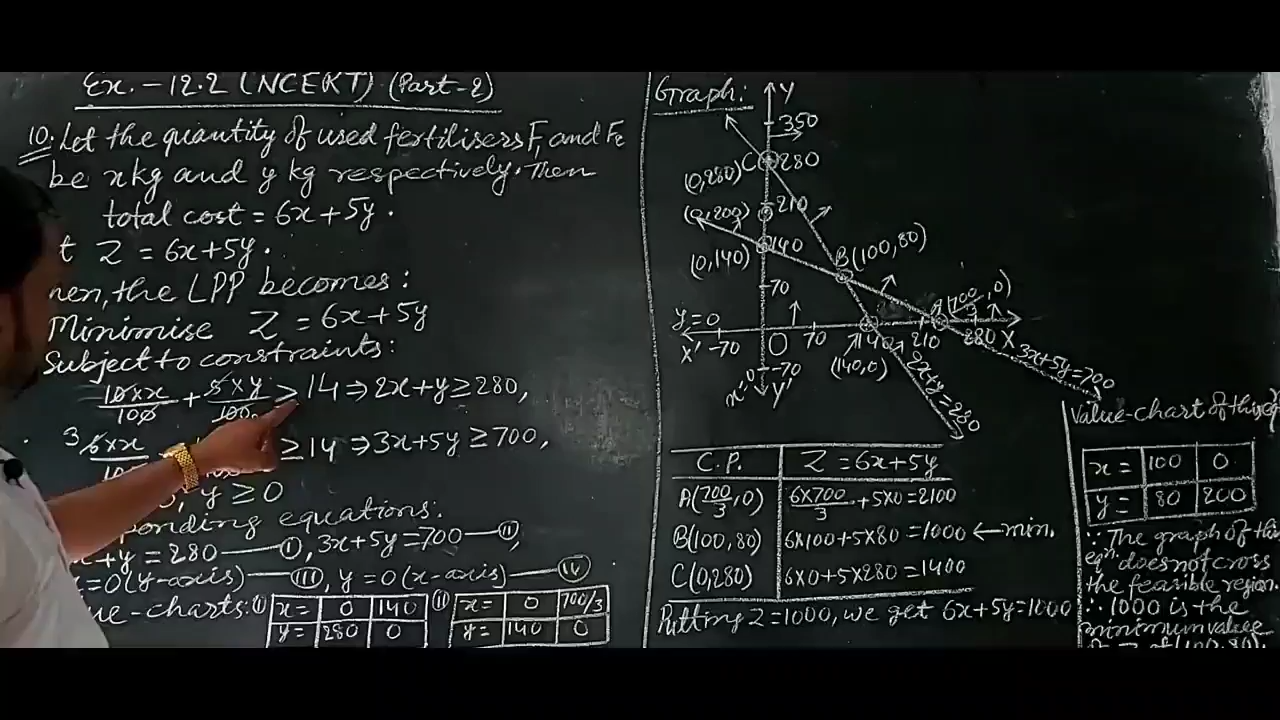 Ex. - 12.2 (NCERT) (Part-2)
10. Let the quantity of used fertilisers F₁ and F₂
be x kg and y kg respectively. Then
total cost = 6x+5y.
t Z = 6x+5y.
hen, the LPP becomes:
Minimise Z = 6x+5y
Subject to constraints:
10×x/100 + 5×y/100 ≥ 14 ⇒ 2x+y ≥ 280,
3 6×x ≥ 14 ⇒ 3x+5y ≥ 700,
y ≥ 0
ponding equations.
x+y = 280 — (I), 3x+5y = 700 — (II),
x=0 (y-axis) — (III), y=0 (x-axis) — (IV)
ue-charts: (I) x= 0 140 (II) x= 0 700/3
y= 280 0 y= 140 0
Graph:
Y
350
(0,280) C 280
210
(0,200)
140
(0,140)
B(100,80)
70
A(700/3, 0)
y=0
X' -70 O 70 140 210 280 X
(140,0)
3x+5y=700
2x+y=280
-70
x=0 Y'
C.P. Z = 6x+5y
A(700/3, 0) 6×700/3 + 5×0 = 2100
B(100, 80) 6×100+5×80 = 1000 ← min.
C(0,280) 6×0+5×280 = 1400
Putting Z=1000, we get 6x+5y=1000
Value-chart of this
x= 100 0
y= 80 200
∵ The graph of this
eqn does not cross
the feasible region
∴ 1000 is the
minimum value
of Z at (100,80).